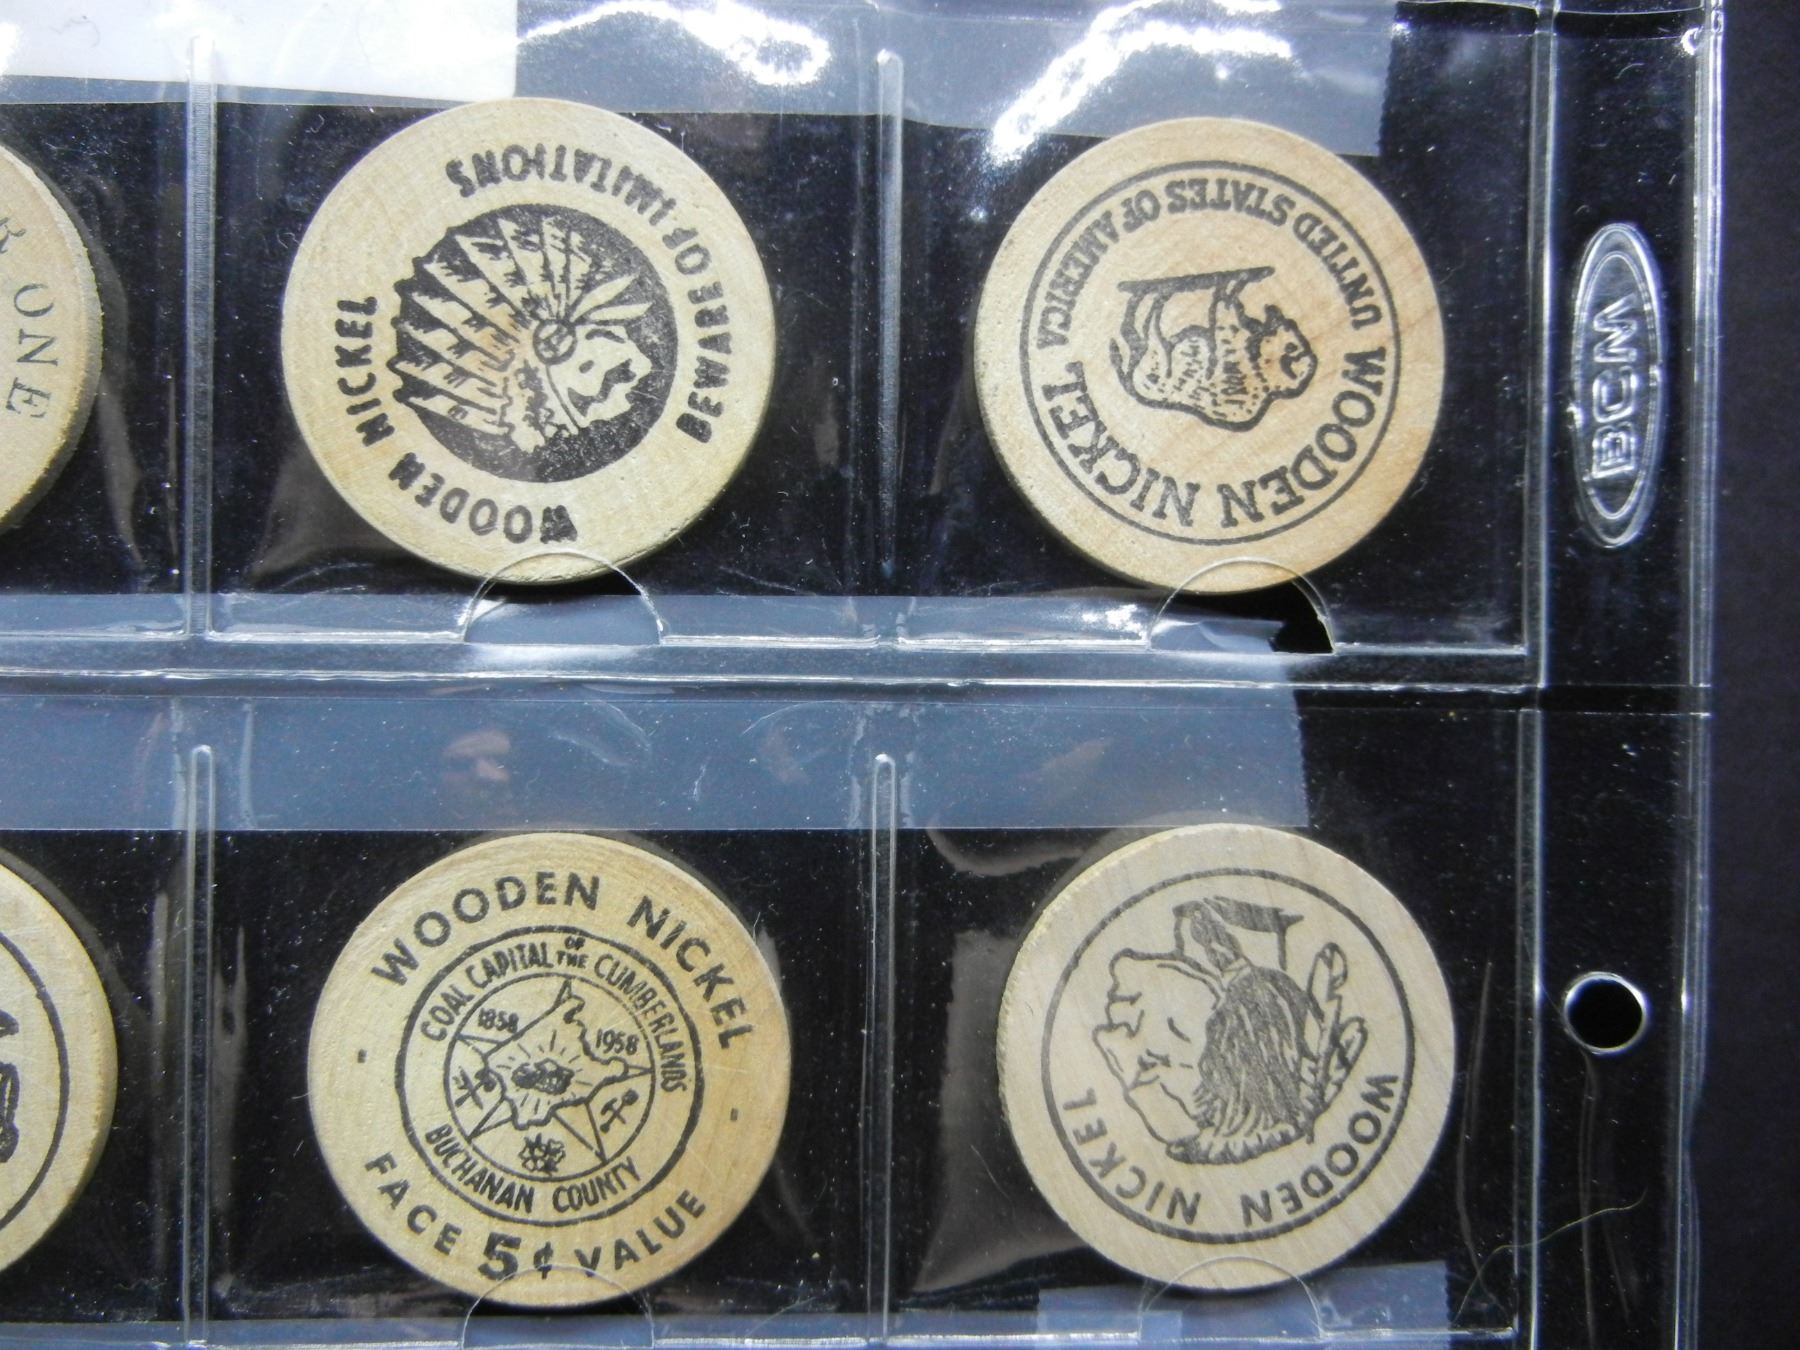 R
ONE
BEWARE OF IMITATIONS
WOODEN NICKEL
UNITED STATES OF AMERICA
WOODEN NICKEL
BCM
WOODEN NICKEL
COAL CAPITAL OF THE CUMBERLANDS
1858 1958
BUCHANAN COUNTY
FACE 5¢ VALUE
WOODEN NICKEL